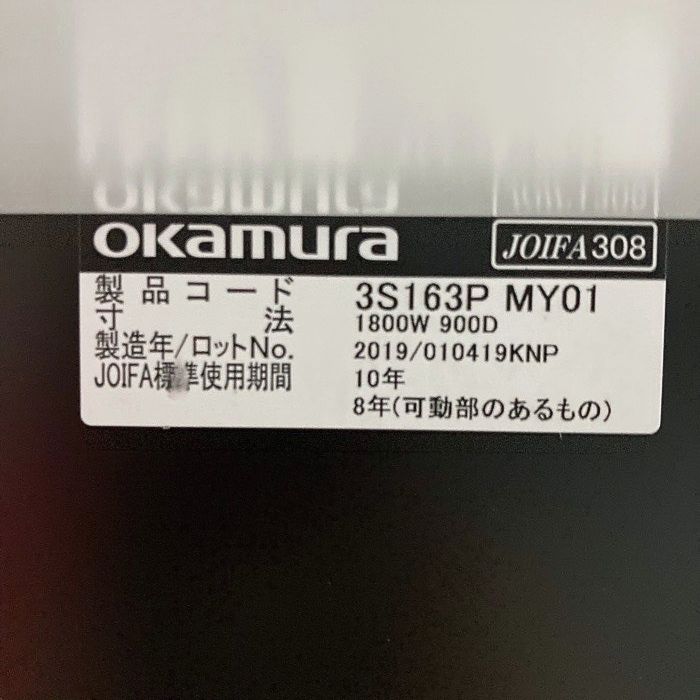 okamura
JOIFA308
製品コード 3S163P MY01
寸法 1800W 900D
製造年/ロットNo. 2019/010419KNP
JOIFA標準使用期間 10年
8年(可動部のあるもの)